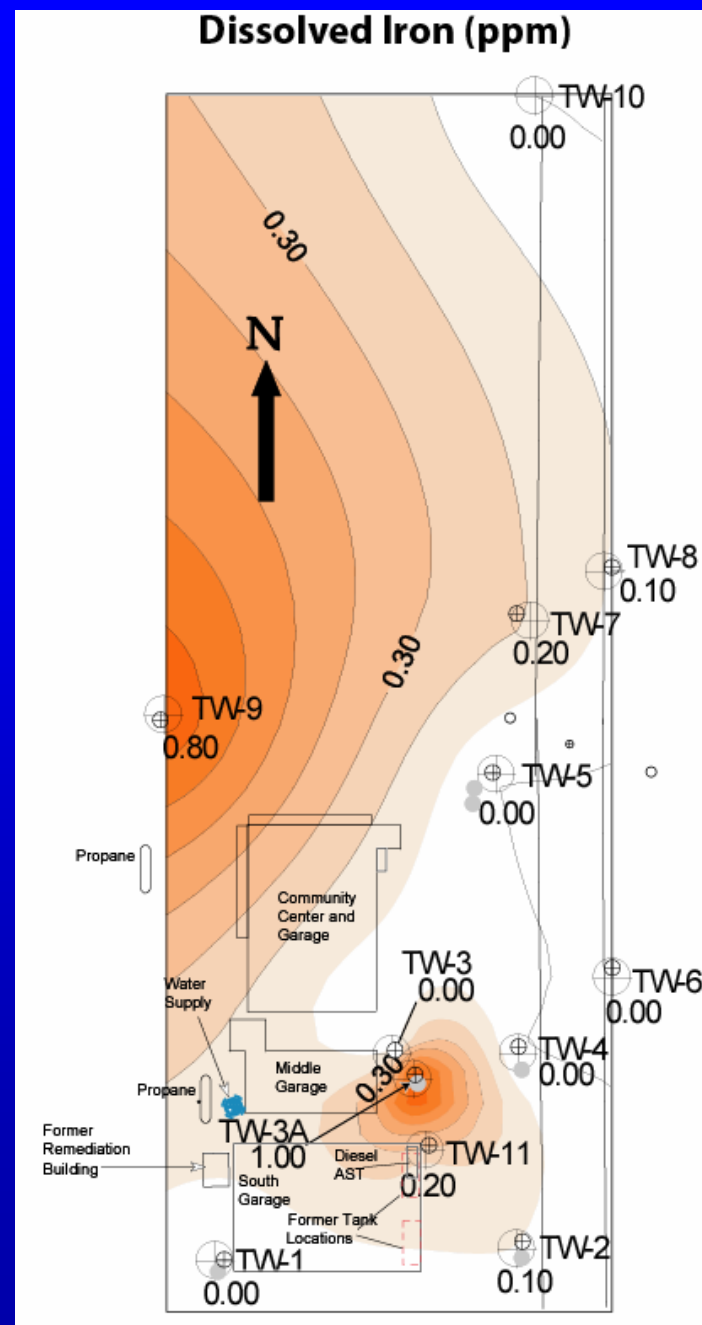 Dissolved Iron (ppm)
TW-10
0.00
0.30
N
TW-8
0.10
TW-7
0.20
0.30
TW-9
0.80
TW-5
0.00
Propane
Community
Center and
Garage
TW-3
0.00
TW-6
0.00
Water
Supply
TW-4
0.00
Middle
Garage
0.30
Propane
TW-3A
1.00
Former
Remediation
Building
TW-11
0.20
Diesel
AST
South
Garage
Former Tank
Locations
TW-1
0.00
TW-2
0.10